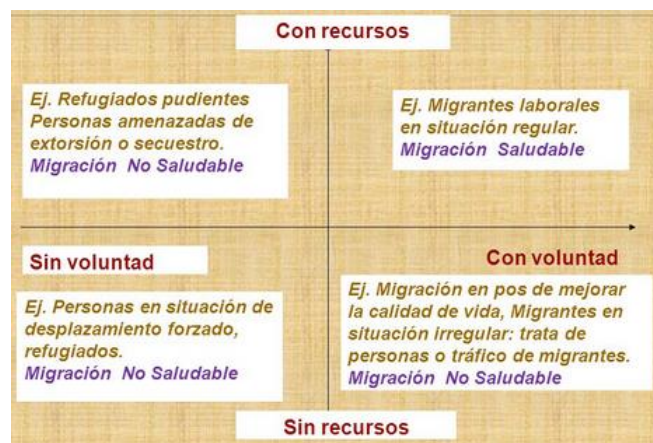 Con recursos
Ej. Refugiados pudientes
Personas amenazadas de
extorsión o secuestro.
Migración No Saludable
Ej. Migrantes laborales
en situación regular.
Migración Saludable
Sin voluntad
Con voluntad
Ej. Personas en situación de
desplazamiento forzado,
refugiados.
Migración No Saludable
Ej. Migración en pos de mejorar
la calidad de vida, Migrantes en
situación irregular: trata de
personas o tráfico de migrantes.
Migración No Saludable
Sin recursos